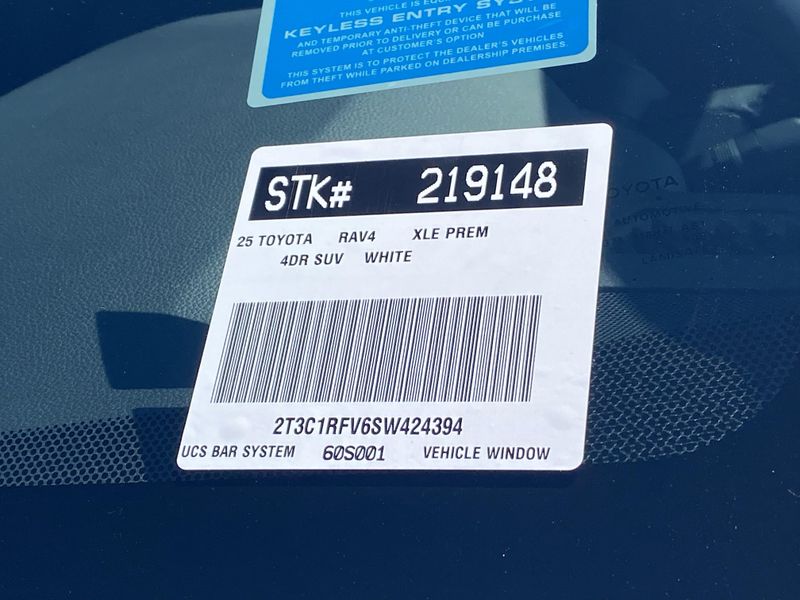 THIS VEHICLE IS
KEYLESS ENTRY
AND TEMPORARY ANTI-THEFT DEVICE THAT WILL BE
REMOVED PRIOR TO DELIVERY OR CAN BE PURCHASE
AT CUSTOMER'S OPTION
THIS SYSTEM IS TO PROTECT THE DEALER'S VEHICLES
FROM THEFT WHILE PARKED ON DEALERSHIP PREMISES.
STK# 219148
25 TOYOTA RAV4 XLE PREM
4DR SUV WHITE
2T3C1RFV6SW424394
UCS BAR SYSTEM 60S001 VEHICLE WINDOW
TOYOTA
AUTOMOTIVE